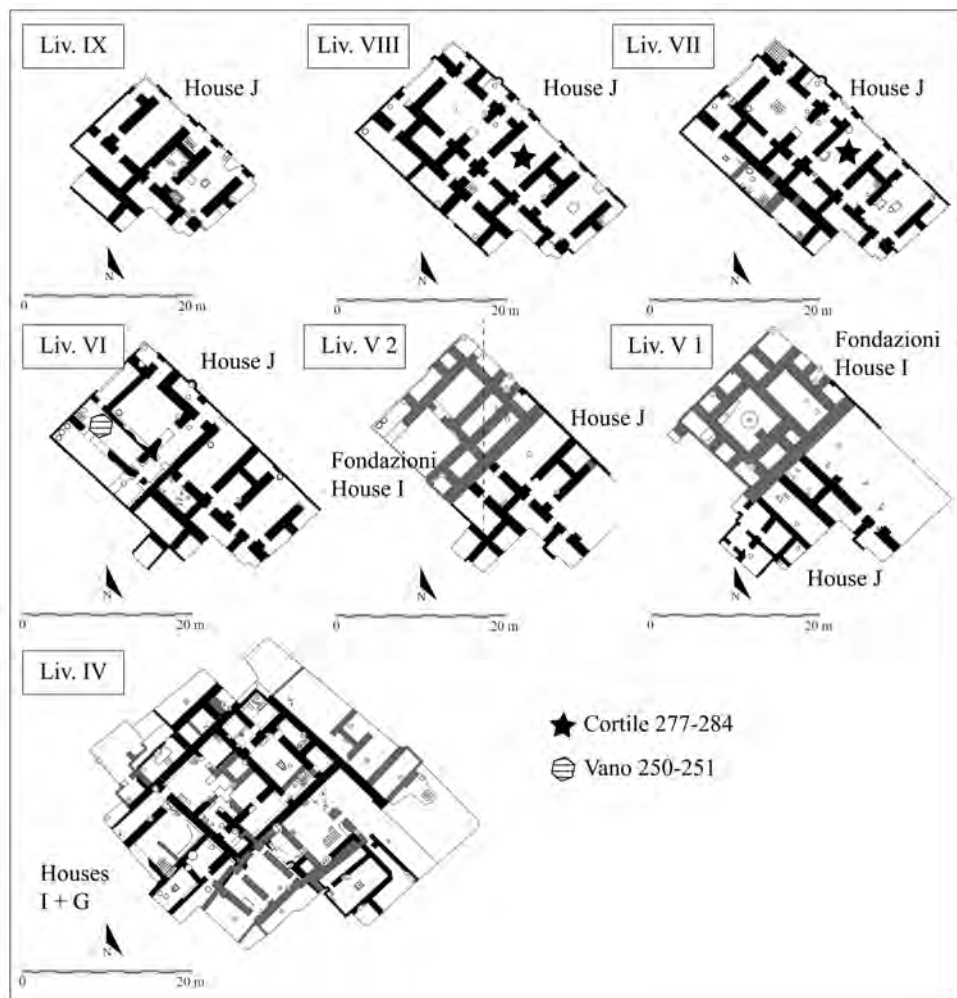 Liv. IX
House J
N
0 20 m
Liv. VIII
House J
N
0 20 m
Liv. VII
House J
N
0 20 m
Liv. VI
House J
N
0 20 m
Liv. V 2
House J
Fondazioni
House I
N
0 20 m
Liv. V 1
Fondazioni
House I
House J
N
0 20 m
Liv. IV
Houses
I + G
N
0 20 m
Cortile 277-284
Vano 250-251